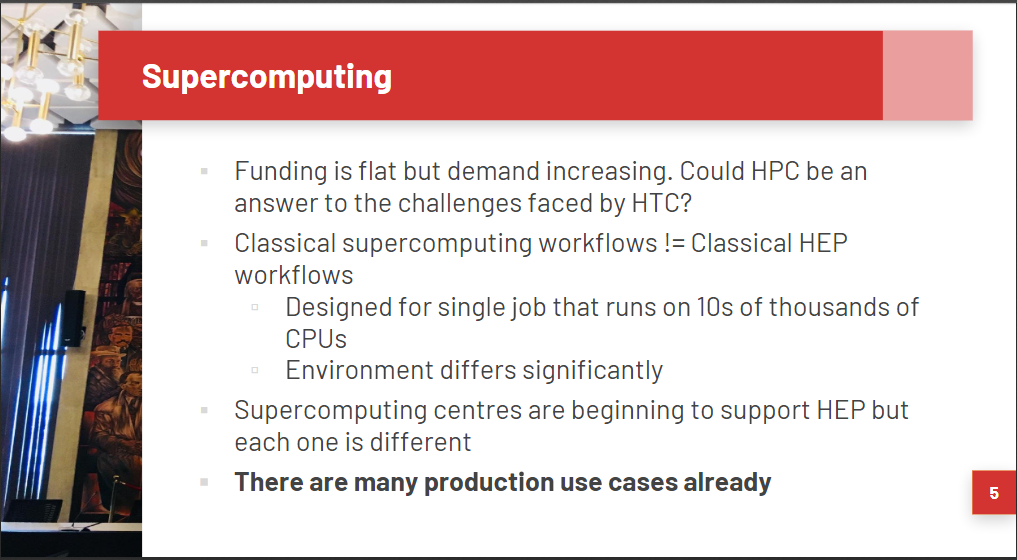 Supercomputing
Funding is flat but demand increasing. Could HPC be an
answer to the challenges faced by HTC?
Classical supercomputing workflows != Classical HEP
workflows
Designed for single job that runs on 10s of thousands of
CPUs
Environment differs significantly
Supercomputing centres are beginning to support HEP but
each one is different
There are many production use cases already
5